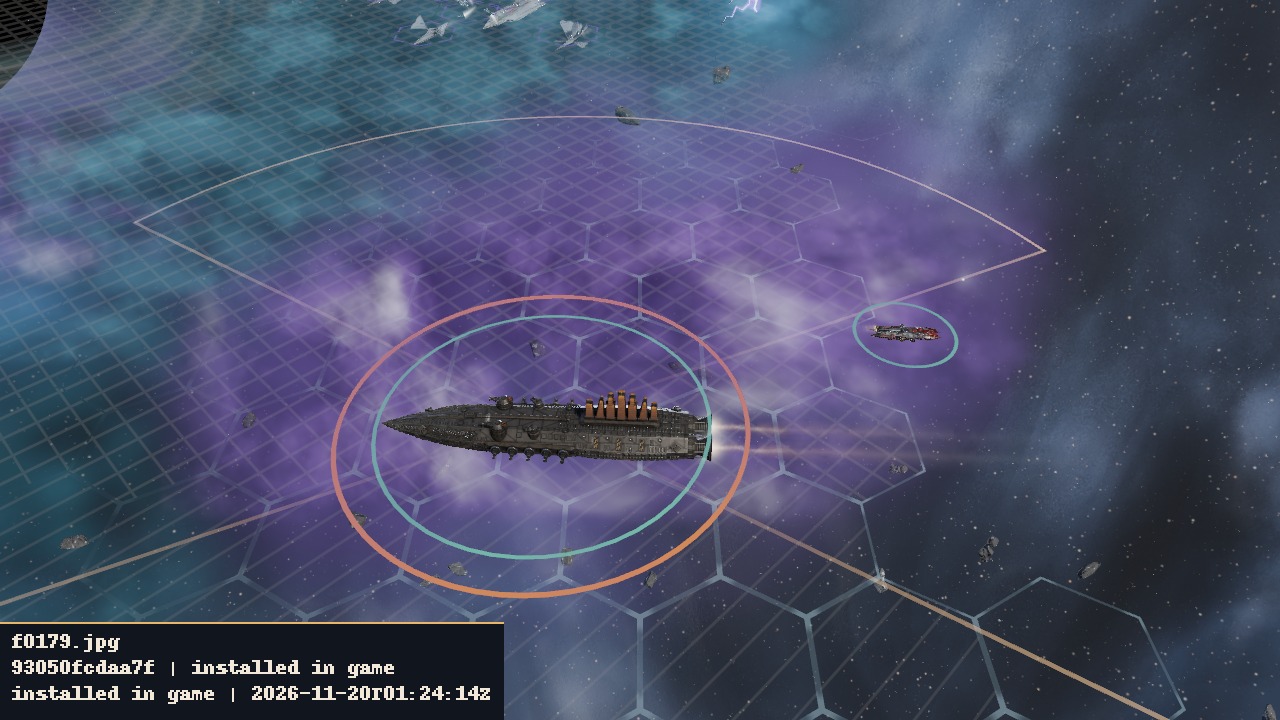 f0179.jpg
93050fcdaa7f | installed in game
installed in game | 2026-11-20T01:24:14Z